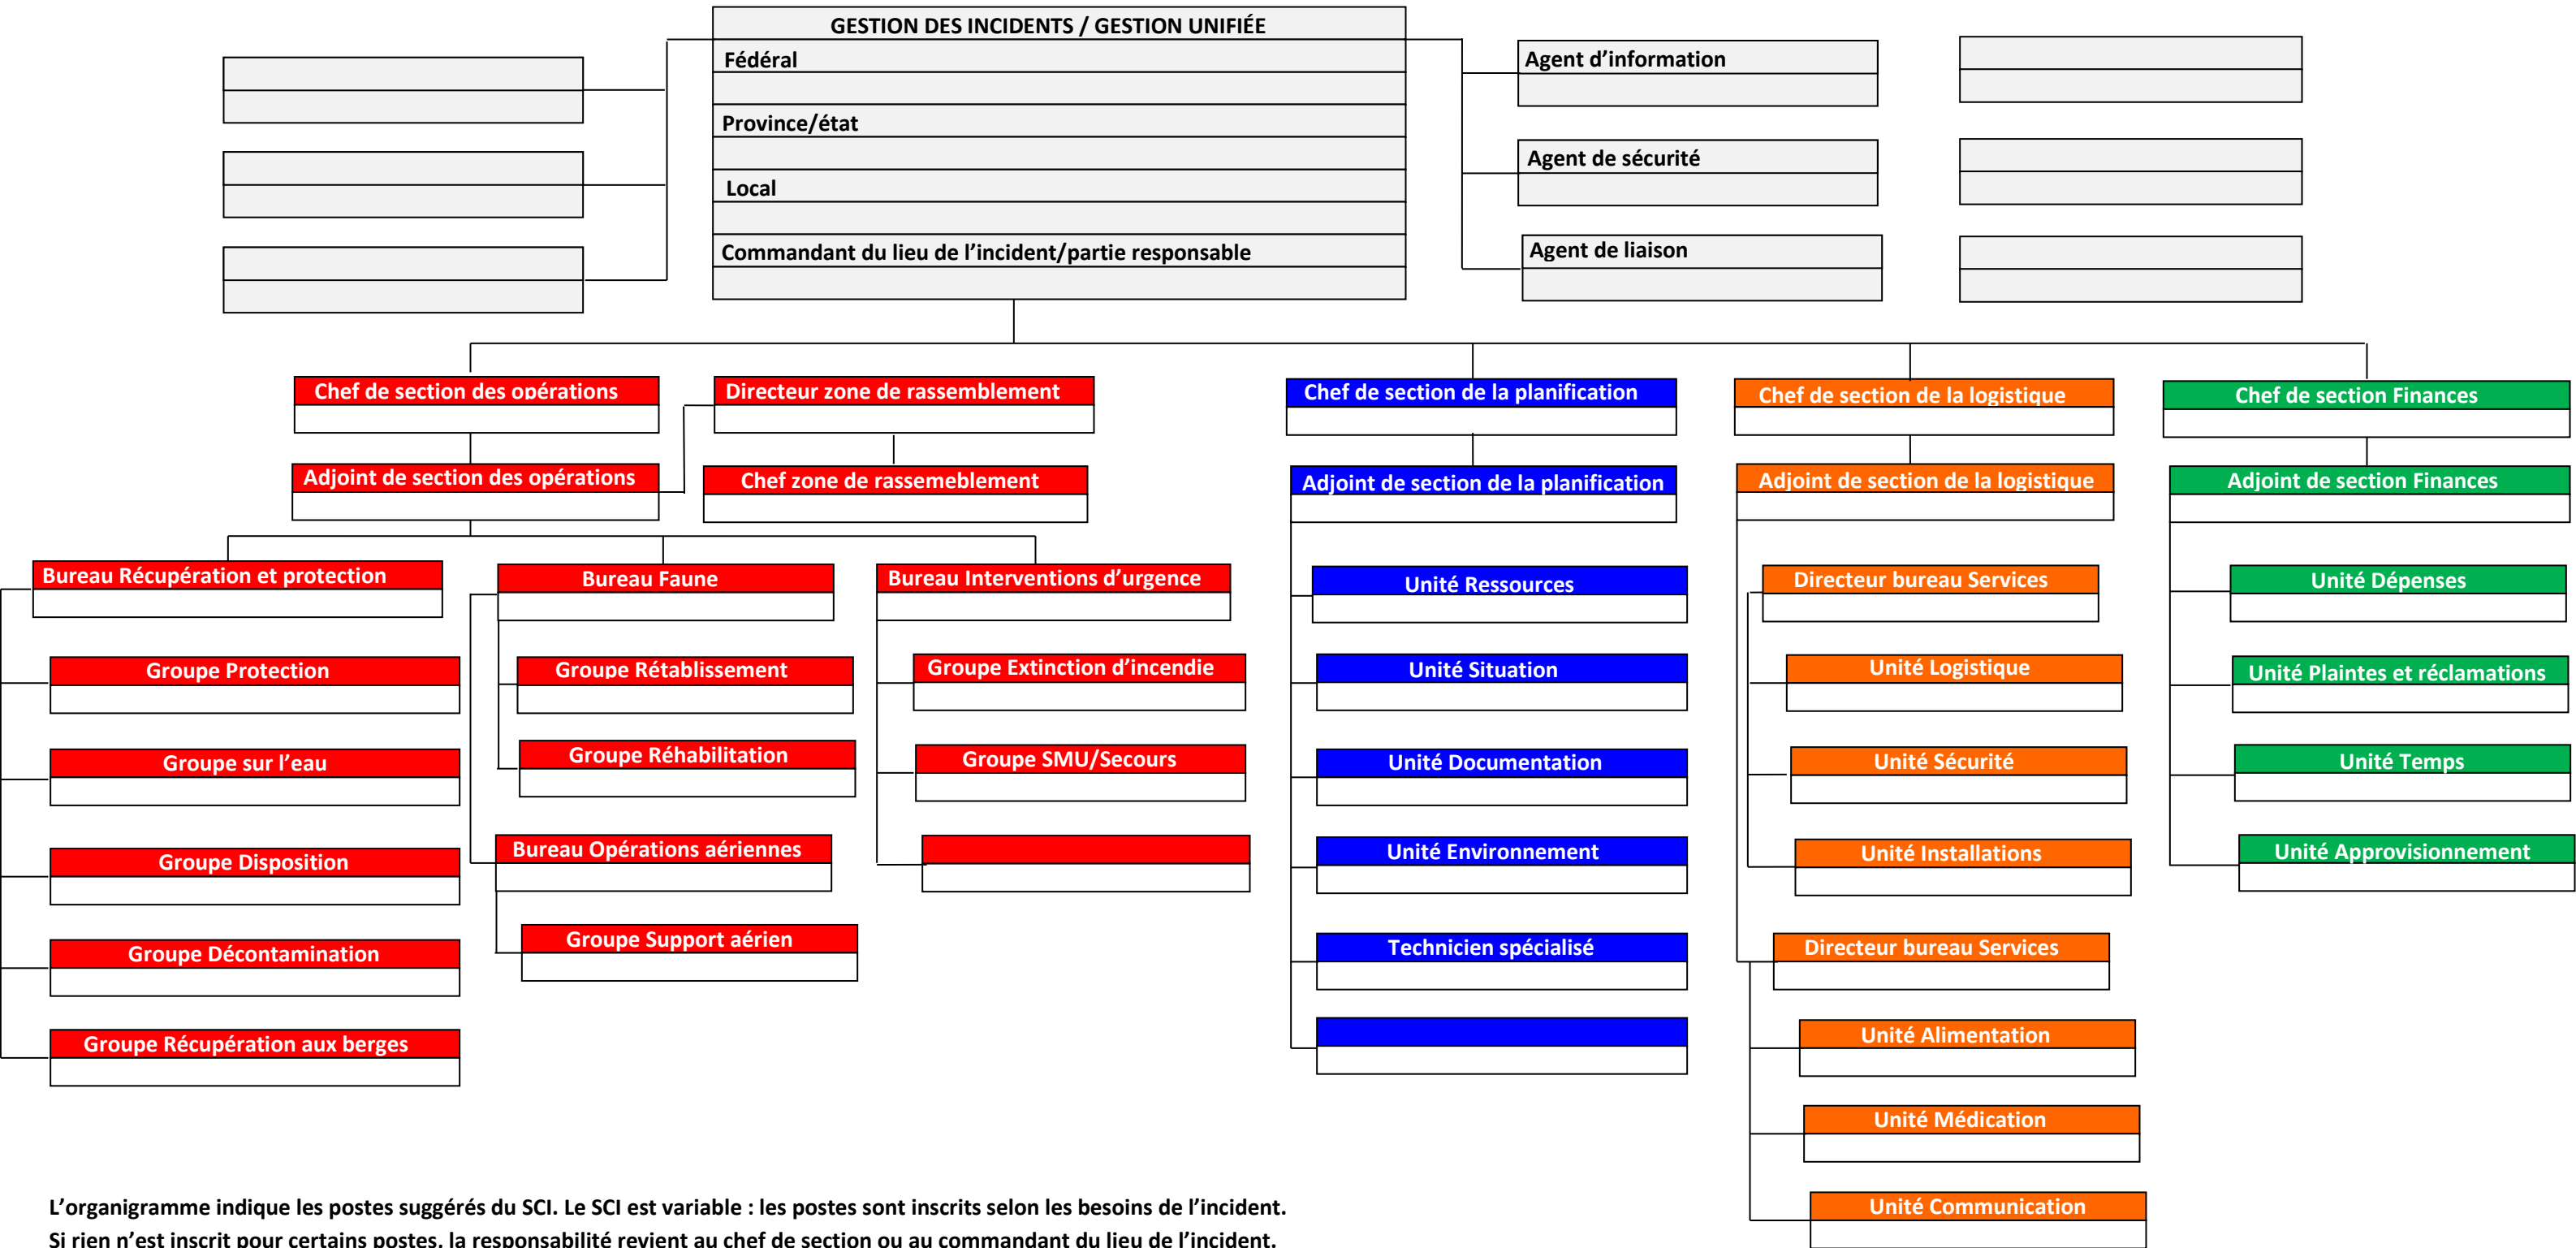 GESTION DES INCIDENTS / GESTION UNIFIÉE
Fédéral
Province/état
Local
Commandant du lieu de l'incident/partie responsable
Agent d'information
Agent de sécurité
Agent de liaison
Chef de section des opérations
Directeur zone de rassemblement
Adjoint de section des opérations
Chef zone de rassemeblement
Bureau Récupération et protection
Groupe Protection
Groupe sur l'eau
Groupe Disposition
Groupe Décontamination
Groupe Récupération aux berges
Bureau Faune
Groupe Rétablissement
Groupe Réhabilitation
Bureau Opérations aériennes
Groupe Support aérien
Bureau Interventions d'urgence
Groupe Extinction d'incendie
Groupe SMU/Secours
Chef de section de la planification
Adjoint de section de la planification
Unité Ressources
Unité Situation
Unité Documentation
Unité Environnement
Technicien spécialisé
Chef de section de la logistique
Adjoint de section de la logistique
Directeur bureau Services
Unité Logistique
Unité Sécurité
Unité Installations
Directeur bureau Services
Unité Alimentation
Unité Médication
Unité Communication
Chef de section Finances
Adjoint de section Finances
Unité Dépenses
Unité Plaintes et réclamations
Unité Temps
Unité Approvisionnement
L'organigramme indique les postes suggérés du SCI. Le SCI est variable : les postes sont inscrits selon les besoins de l'incident.
Si rien n'est inscrit pour certains postes, la responsabilité revient au chef de section ou au commandant du lieu de l'incident.